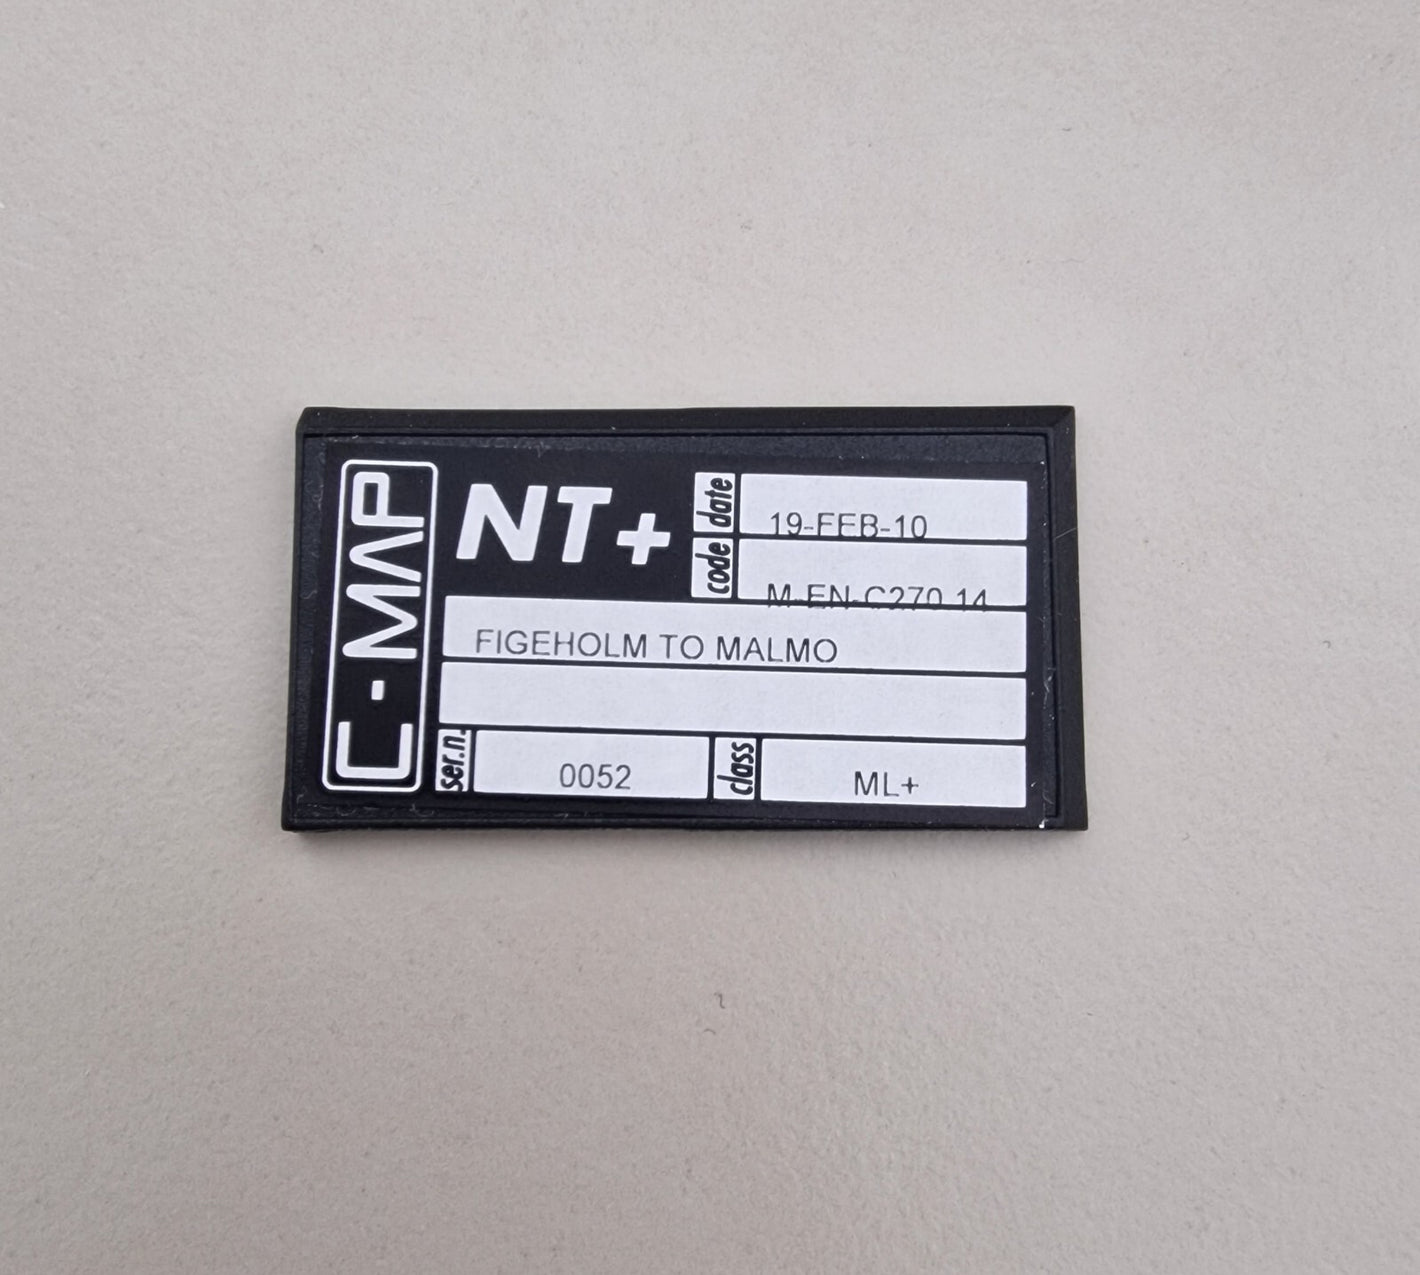 C-MAP
NT+
date 19-FEB-10
code M-EN-C270.14
FIGEHOLM TO MALMO
ser.n. 0052 class ML+